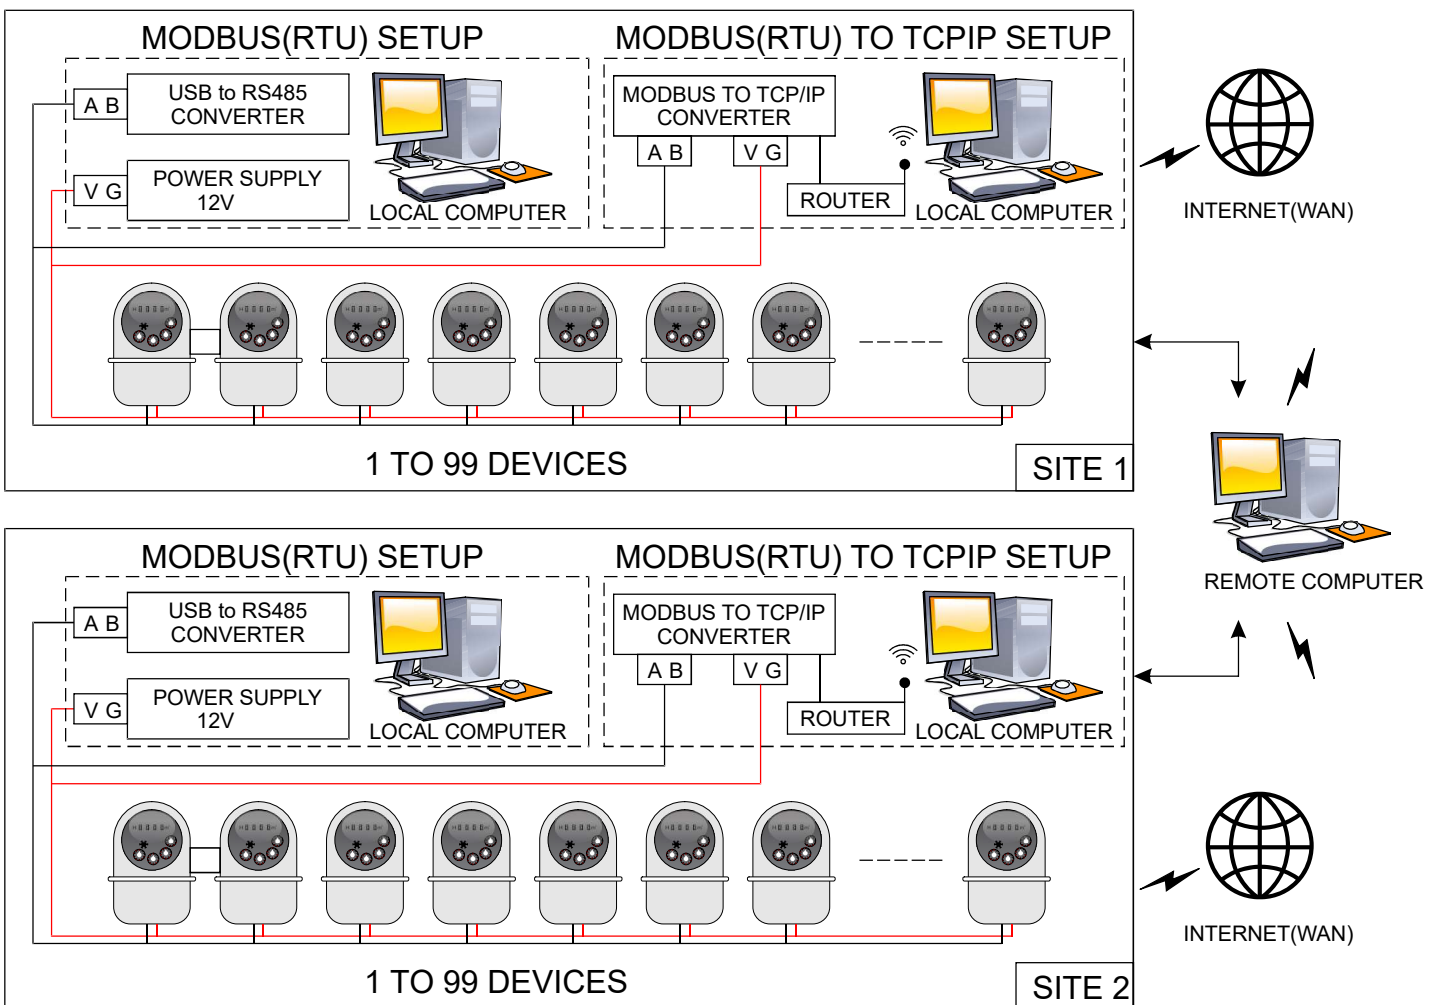 MODBUS(RTU) SETUP
MODBUS(RTU) TO TCPIP SETUP
A B
USB to RS485
CONVERTER
V G
POWER SUPPLY
12V
LOCAL COMPUTER
MODBUS TO TCP/IP
CONVERTER
A B
V G
ROUTER
LOCAL COMPUTER
INTERNET(WAN)
1 TO 99 DEVICES
SITE 1
REMOTE COMPUTER
MODBUS(RTU) SETUP
MODBUS(RTU) TO TCPIP SETUP
A B
USB to RS485
CONVERTER
V G
POWER SUPPLY
12V
LOCAL COMPUTER
MODBUS TO TCP/IP
CONVERTER
A B
V G
ROUTER
LOCAL COMPUTER
INTERNET(WAN)
1 TO 99 DEVICES
SITE 2